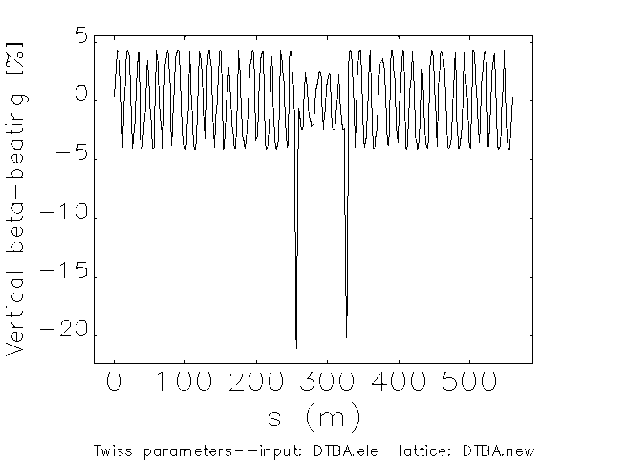 Vertical beta-beating [%]
5
0
-5
-10
-15
-20
0 100 200 300 400 500
s (m)
Twiss parameters--input: DTBA.ele lattice: DTBA.new